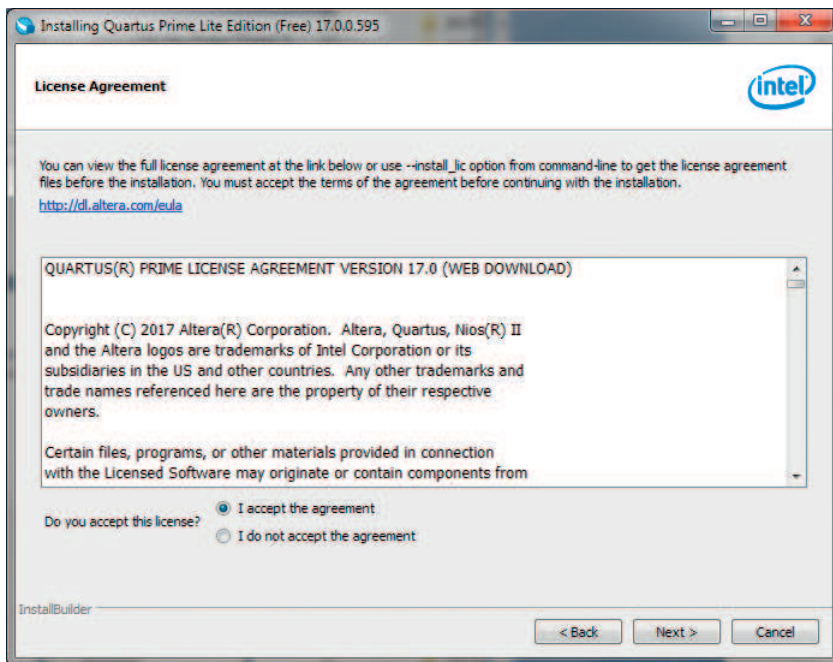 Installing Quartus Prime Lite Edition (Free) 17.0.0.595
License Agreement
intel
You can view the full license agreement at the link below or use --install_lic option from command-line to get the license agreement
files before the installation. You must accept the terms of the agreement before continuing with the installation.
http://dl.altera.com/eula
QUARTUS(R) PRIME LICENSE AGREEMENT VERSION 17.0 (WEB DOWNLOAD)
Copyright (C) 2017 Altera(R) Corporation.  Altera, Quartus, Nios(R) II
and the Altera logos are trademarks of Intel Corporation or its
subsidiaries in the US and other countries.  Any other trademarks and
trade names referenced here are the property of their respective
owners.
Certain files, programs, or other materials provided in connection
with the Licensed Software may originate or contain components from
Do you accept this license?
I accept the agreement
I do not accept the agreement
InstallBuilder
< Back
Next >
Cancel